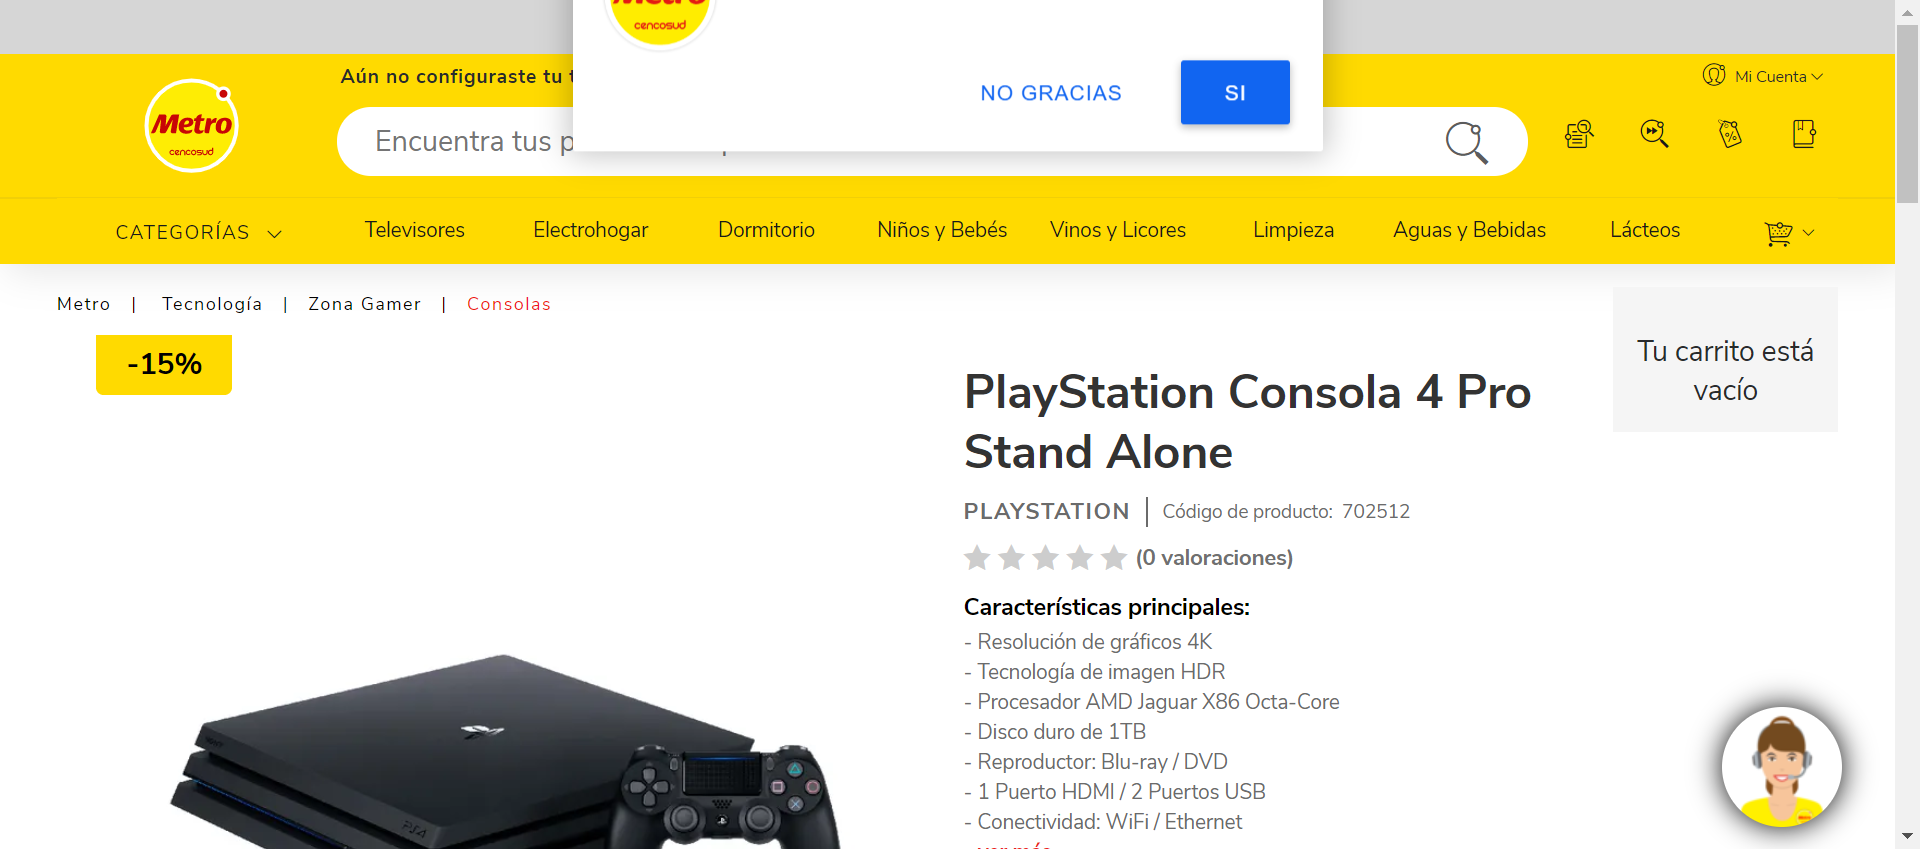 Metro
cencosud
NO GRACIAS
SI
Aún no configuraste tu
Mi Cuenta
Metro
cencosud
Encuentra tus
CATEGORÍAS
Televisores
Electrohogar
Dormitorio
Niños y Bebés
Vinos y Licores
Limpieza
Aguas y Bebidas
Lácteos
Metro | Tecnología | Zona Gamer | Consolas
-15%
Tu carrito está
vacío
PlayStation Consola 4 Pro
Stand Alone
PLAYSTATION | Código de producto: 702512
(0 valoraciones)
Características principales:
- Resolución de gráficos 4K
- Tecnología de imagen HDR
- Procesador AMD Jaguar X86 Octa-Core
- Disco duro de 1TB
- Reproductor: Blu-ray / DVD
- 1 Puerto HDMI / 2 Puertos USB
- Conectividad: WiFi / Ethernet
ver más
PS4